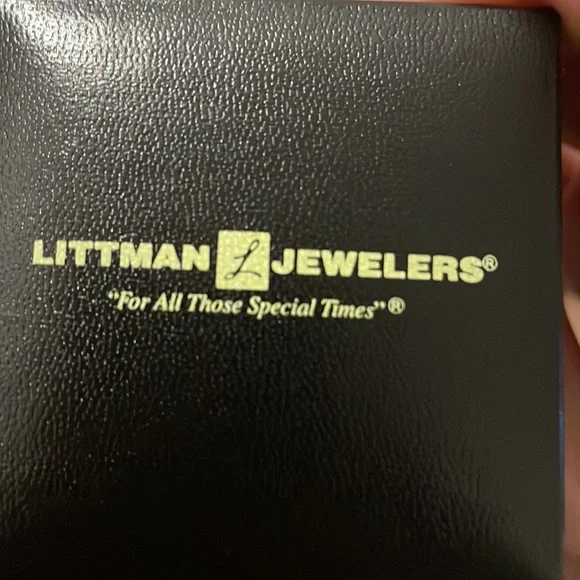 LITTMAN L JEWELERS®
"For All Those Special Times"®